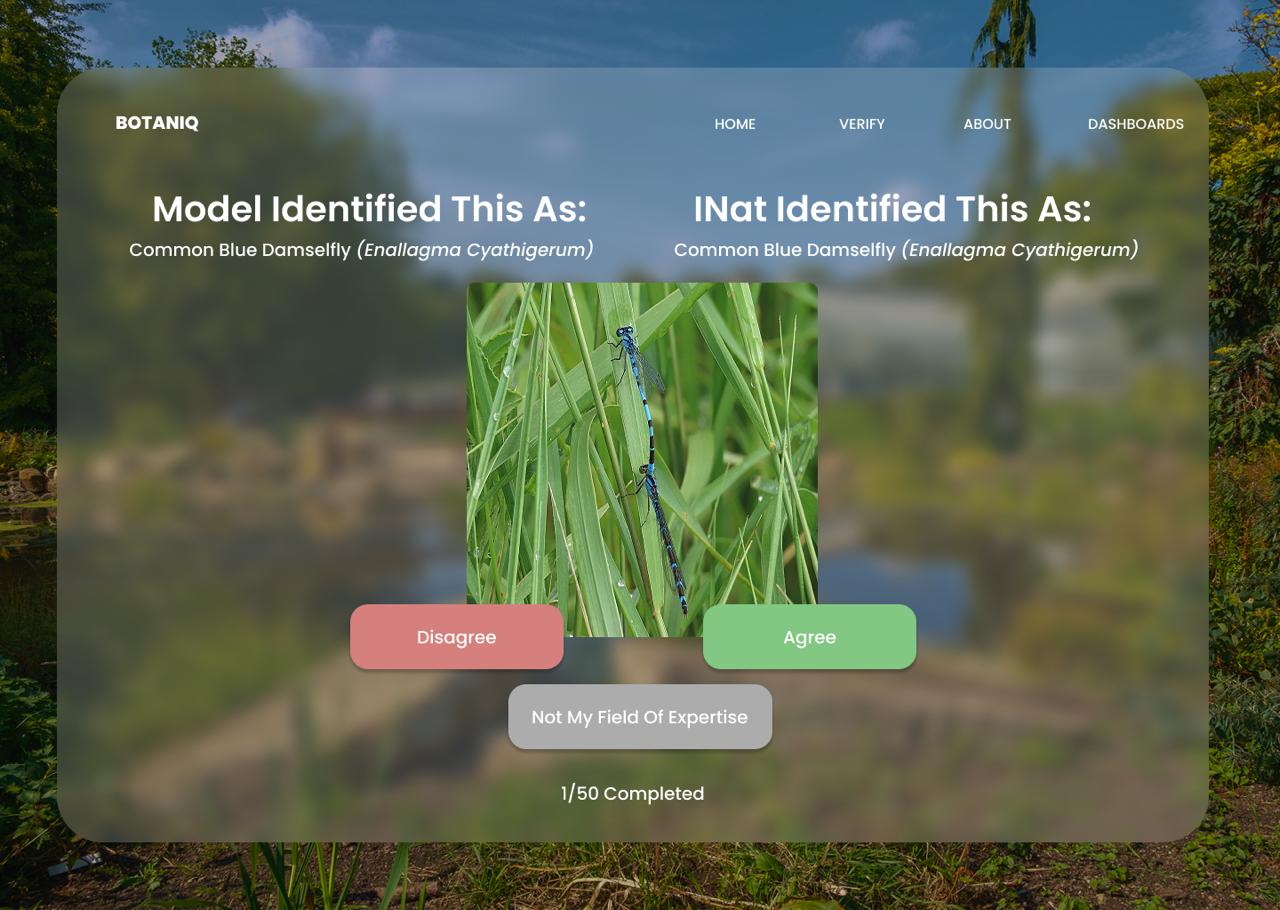 BOTANIQ
HOME
VERIFY
ABOUT
DASHBOARDS
Model Identified This As:
Common Blue Damselfly (Enallagma Cyathigerum)
INat Identified This As:
Common Blue Damselfly (Enallagma Cyathigerum)
Disagree
Agree
Not My Field Of Expertise
1/50 Completed